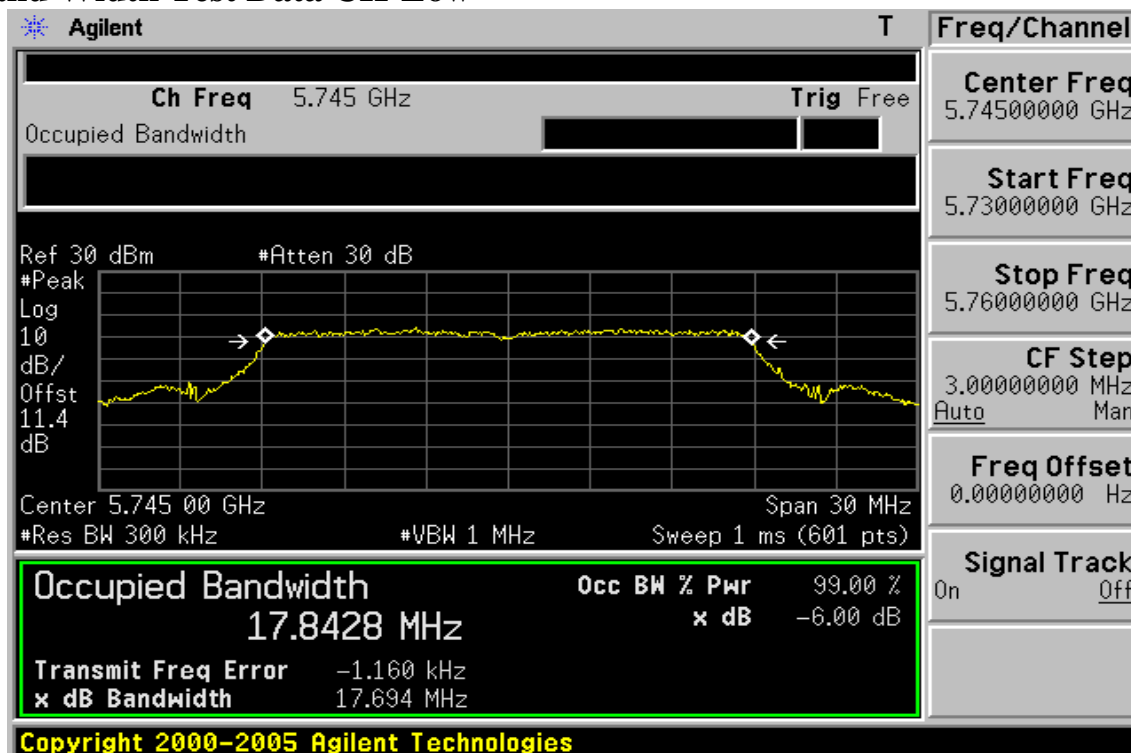 Agilent T
Freq/Channel
Ch Freq 5.745 GHz Trig Free
Occupied Bandwidth
Center Freq
5.74500000 GHz
Start Freq
5.73000000 GHz
Stop Freq
5.76000000 GHz
CF Step
3.00000000 MHz
Auto Man
Freq Offset
0.00000000 Hz
Signal Track
On Off
Ref 30 dBm #Atten 30 dB
#Peak
Log
10
dB/
Offst
11.4
dB
Center 5.745 00 GHz Span 30 MHz
#Res BW 300 kHz #VBW 1 MHz Sweep 1 ms (601 pts)
Occupied Bandwidth Occ BW % Pwr 99.00 %
17.8428 MHz x dB -6.00 dB
Transmit Freq Error -1.160 kHz
x dB Bandwidth 17.694 MHz
Copyright 2000-2005 Agilent Technologies